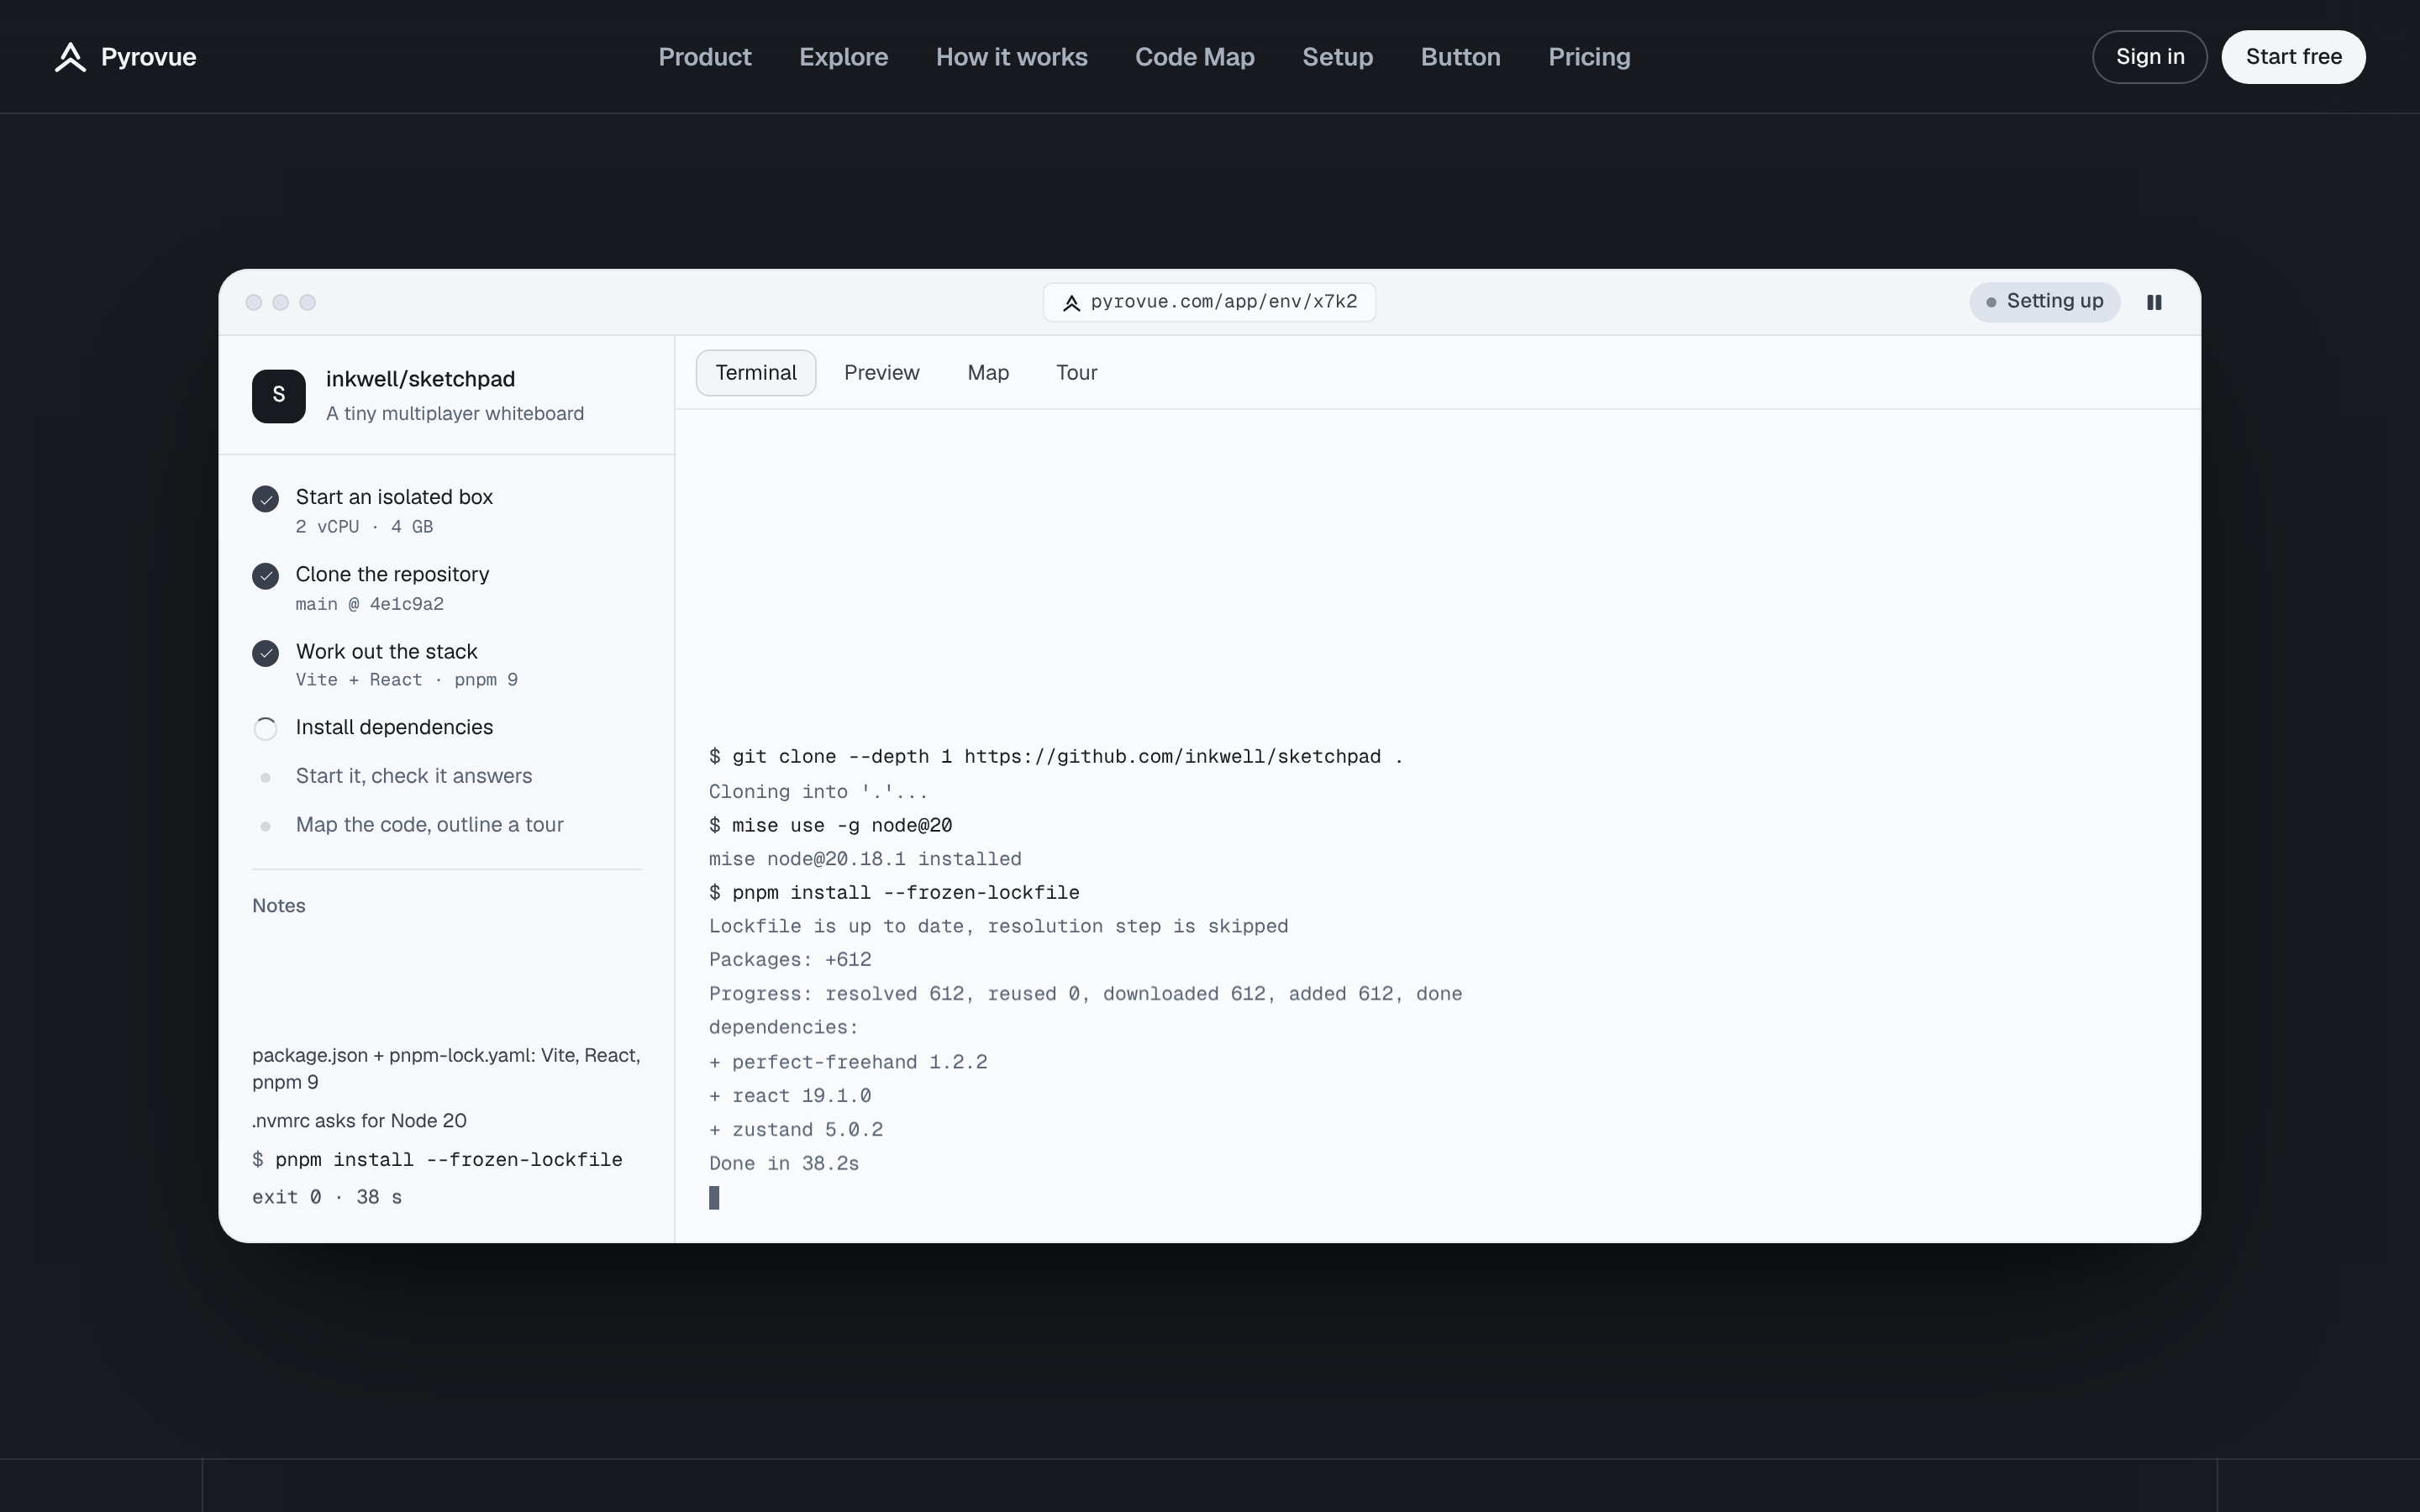 Pyrovue
Product
Explore
How it works
Code Map
Setup
Button
Pricing
Sign in
Start free
pyrovue.com/app/env/x7k2
Setting up
S
inkwell/sketchpad
A tiny multiplayer whiteboard
Start an isolated box
2 vCPU · 4 GB
Clone the repository
main @ 4e1c9a2
Work out the stack
Vite + React · pnpm 9
Install dependencies
Start it, check it answers
Map the code, outline a tour
Notes
package.json + pnpm-lock.yaml: Vite, React,
pnpm 9
.nvmrc asks for Node 20
$ pnpm install --frozen-lockfile
exit 0 · 38 s
Terminal
Preview
Map
Tour
$ git clone --depth 1 https://github.com/inkwell/sketchpad .
Cloning into '.'...
$ mise use -g node@20
mise node@20.18.1 installed
$ pnpm install --frozen-lockfile
Lockfile is up to date, resolution step is skipped
Packages: +612
Progress: resolved 612, reused 0, downloaded 612, added 612, done
dependencies:
+ perfect-freehand 1.2.2
+ react 19.1.0
+ zustand 5.0.2
Done in 38.2s